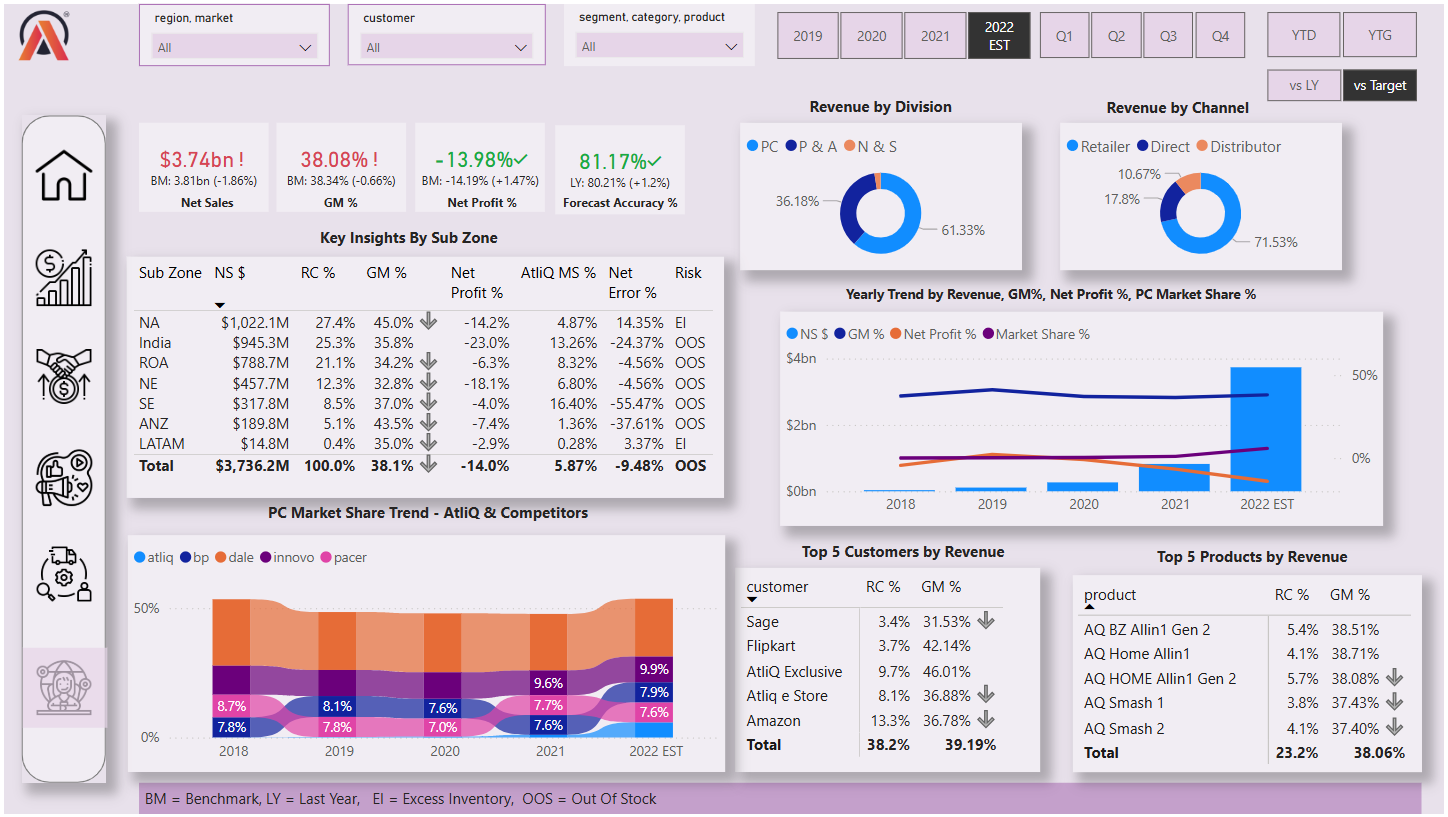 region, market
All
customer
All
segment, category, product
All
2019
2020
2021
2022
EST
Q1
Q2
Q3
Q4
YTD
YTG
vs LY
vs Target
$3.74bn !
BM: 3.81bn (-1.86%)
Net Sales
38.08% !
BM: 38.34% (-0.66%)
GM %
-13.98%
BM: -14.19% (+1.47%)
Net Profit %
81.17%
LY: 80.21% (+1.2%)
Forecast Accuracy %
Revenue by Division
PC P & A N & S
36.18%
61.33%
Revenue by Channel
Retailer Direct Distributor
10.67%
17.8%
71.53%
Key Insights By Sub Zone
Sub Zone NS $ RC % GM % Net Profit % AtliQ MS % Net Error % Risk
NA $1,022.1M 27.4% 45.0% -14.2% 4.87% 14.35% EI
India $945.3M 25.3% 35.8% -23.0% 13.26% -24.37% OOS
ROA $788.7M 21.1% 34.2% -6.3% 8.32% -4.56% OOS
NE $457.7M 12.3% 32.8% -18.1% 6.80% -4.56% OOS
SE $317.8M 8.5% 37.0% -4.0% 16.40% -55.47% OOS
ANZ $189.8M 5.1% 43.5% -7.4% 1.36% -37.61% OOS
LATAM $14.8M 0.4% 35.0% -2.9% 0.28% 3.37% EI
Total $3,736.2M 100.0% 38.1% -14.0% 5.87% -9.48% OOS
Yearly Trend by Revenue, GM%, Net Profit %, PC Market Share %
NS $ GM % Net Profit % Market Share %
$4bn
50%
$2bn
0%
$0bn
2018 2019 2020 2021 2022 EST
PC Market Share Trend - AtliQ & Competitors
atliq bp dale innovo pacer
50%
0%
8.7%
7.8%
8.1%
7.8%
7.6%
7.0%
9.6%
7.7%
7.6%
9.9%
7.9%
7.6%
2018 2019 2020 2021 2022 EST
Top 5 Customers by Revenue
customer RC % GM %
Sage 3.4% 31.53%
Flipkart 3.7% 42.14%
AtliQ Exclusive 9.7% 46.01%
Atliq e Store 8.1% 36.88%
Amazon 13.3% 36.78%
Total 38.2% 39.19%
Top 5 Products by Revenue
product RC % GM %
AQ BZ Allin1 Gen 2 5.4% 38.51%
AQ Home Allin1 4.1% 38.71%
AQ HOME Allin1 Gen 2 5.7% 38.08%
AQ Smash 1 3.8% 37.43%
AQ Smash 2 4.1% 37.40%
Total 23.2% 38.06%
BM = Benchmark, LY = Last Year, EI = Excess Inventory, OOS = Out Of Stock